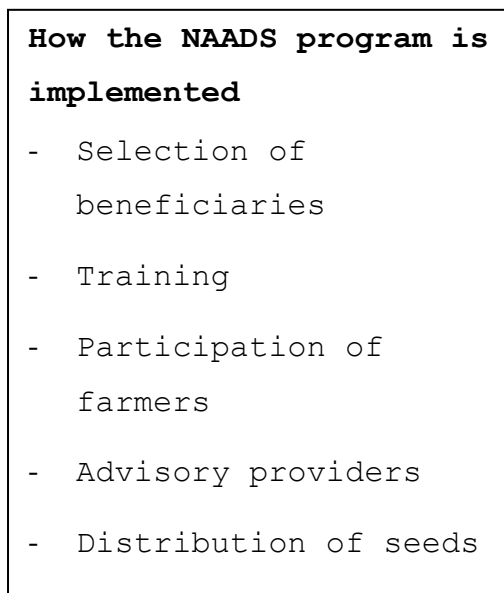 How the NAADS program is
implemented
- Selection of
beneficiaries
- Training
- Participation of
farmers
- Advisory providers
- Distribution of seeds